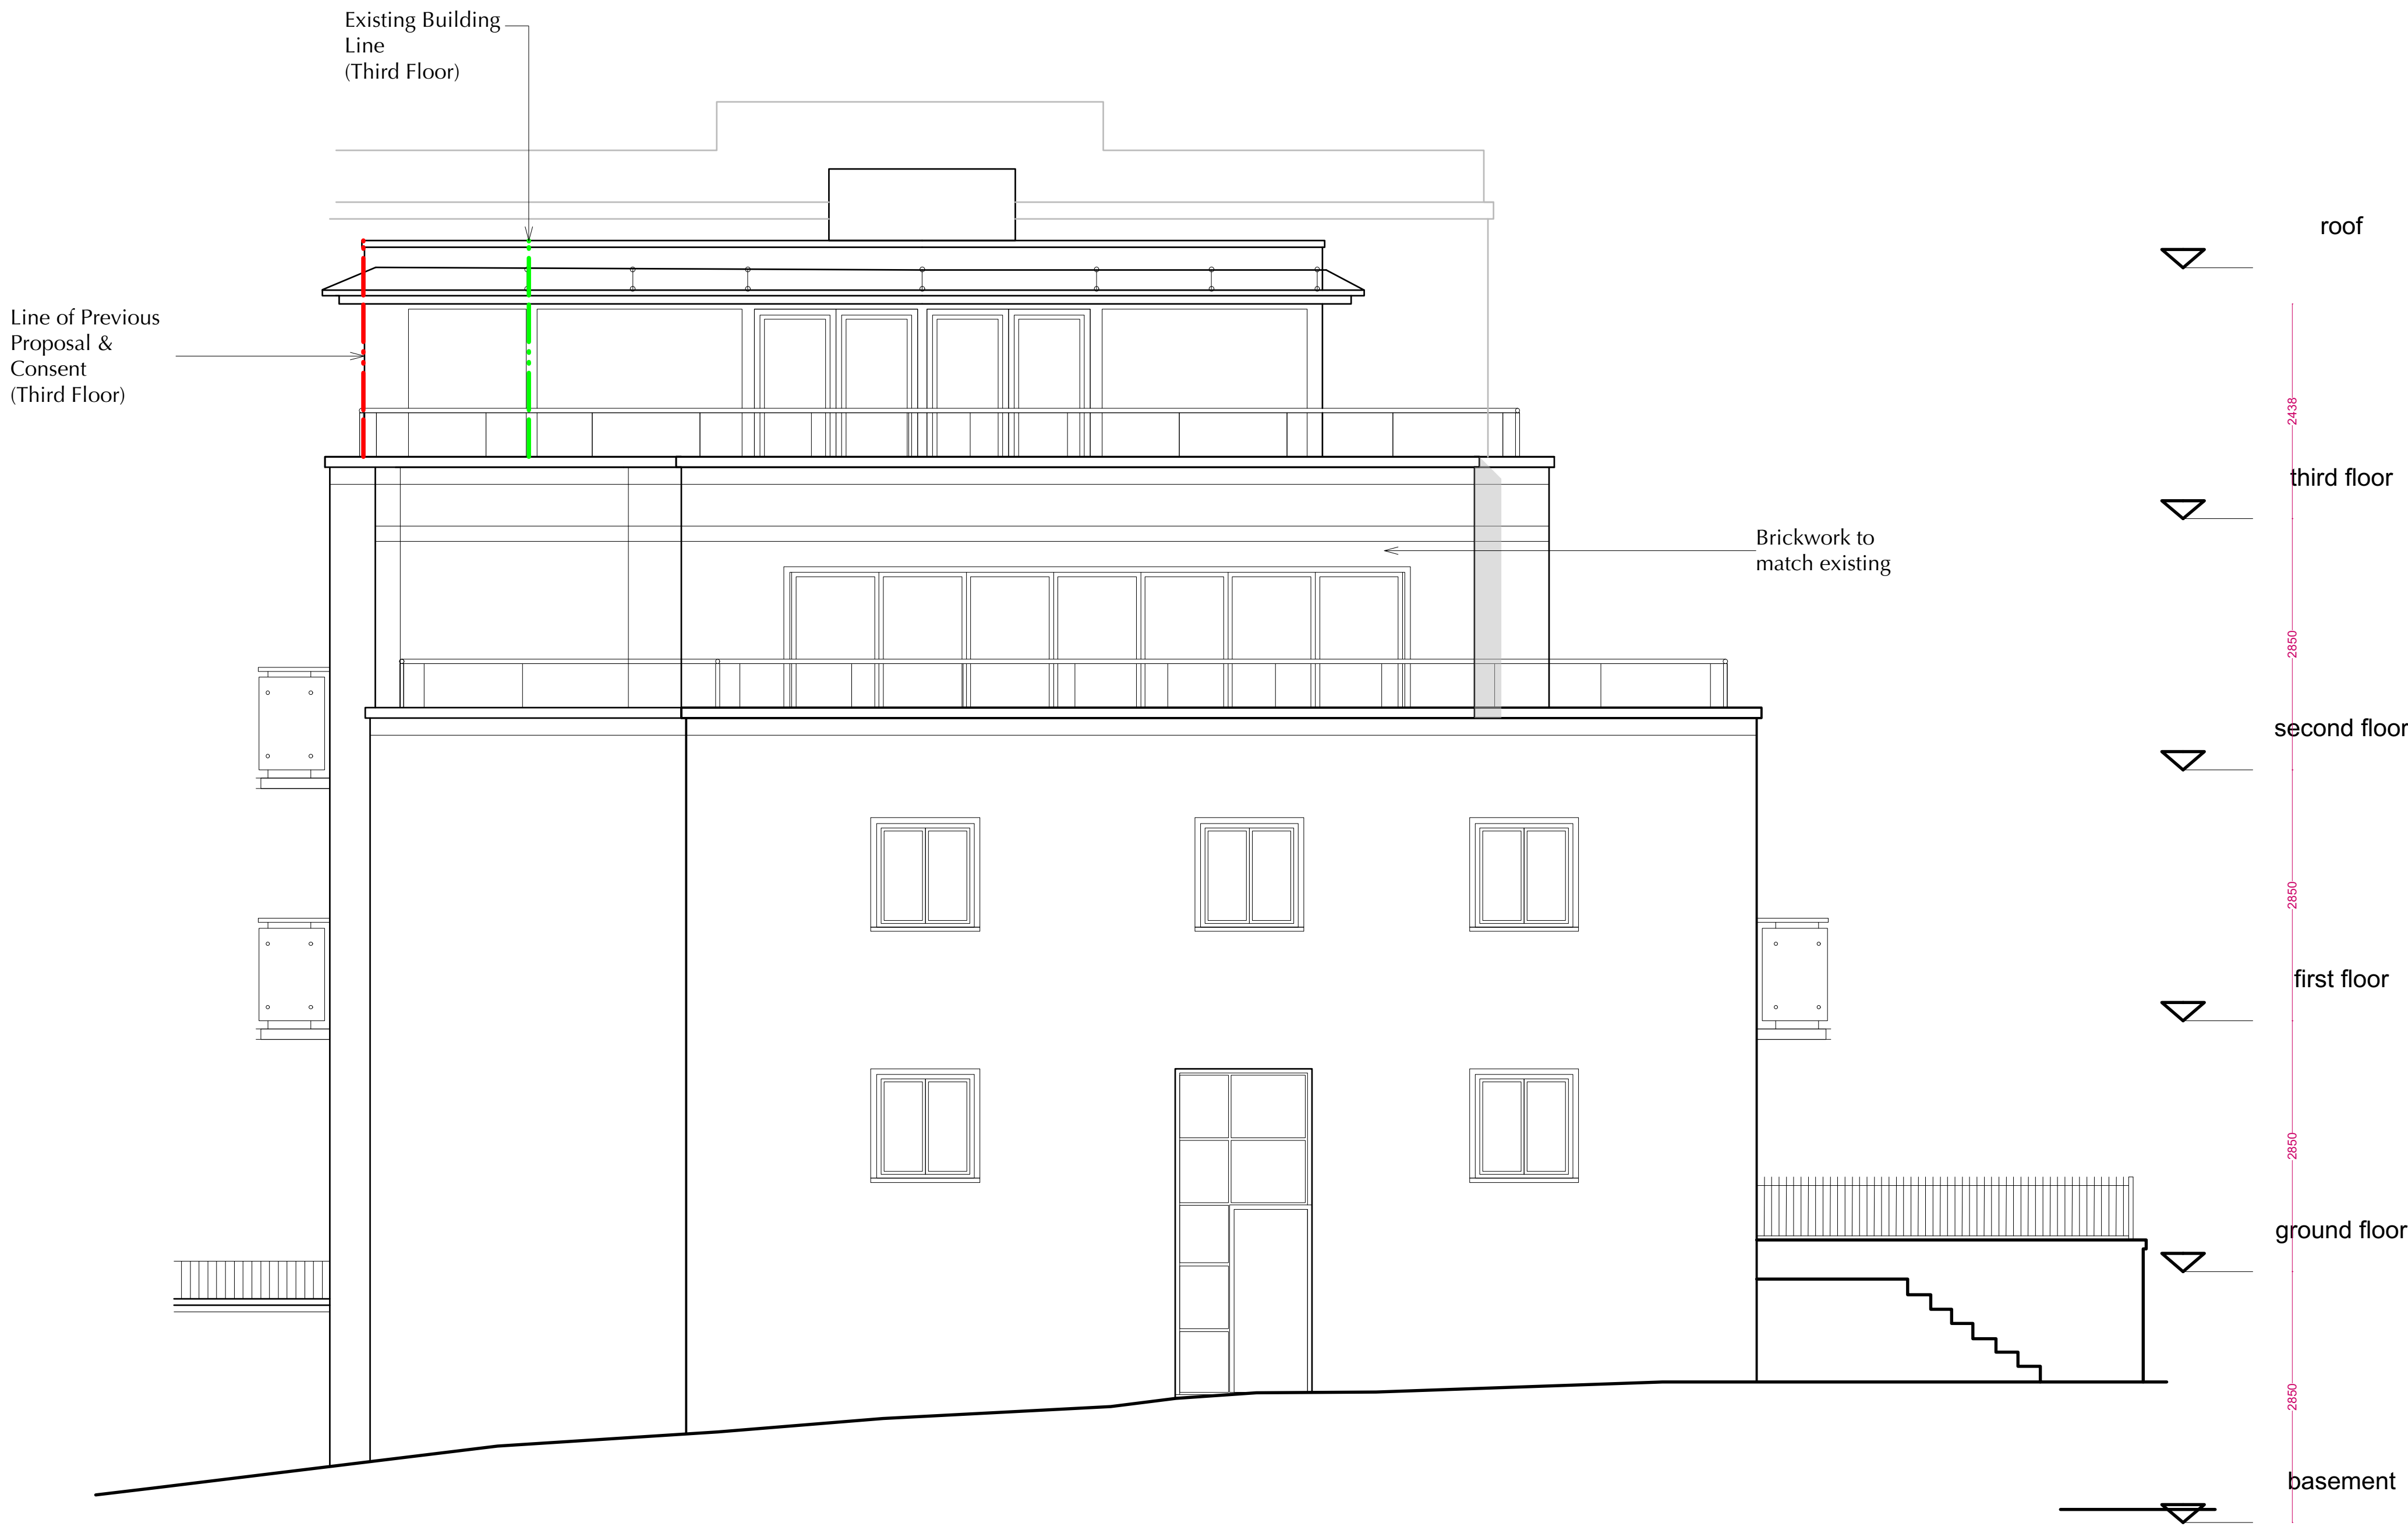 Existing Building
Line
(Third Floor)
roof
Line of Previous
Proposal &
Consent
(Third Floor)
2438
third floor
Brickwork to
match existing
2850
second floor
2850
first floor
2850
ground floor
2850
basement